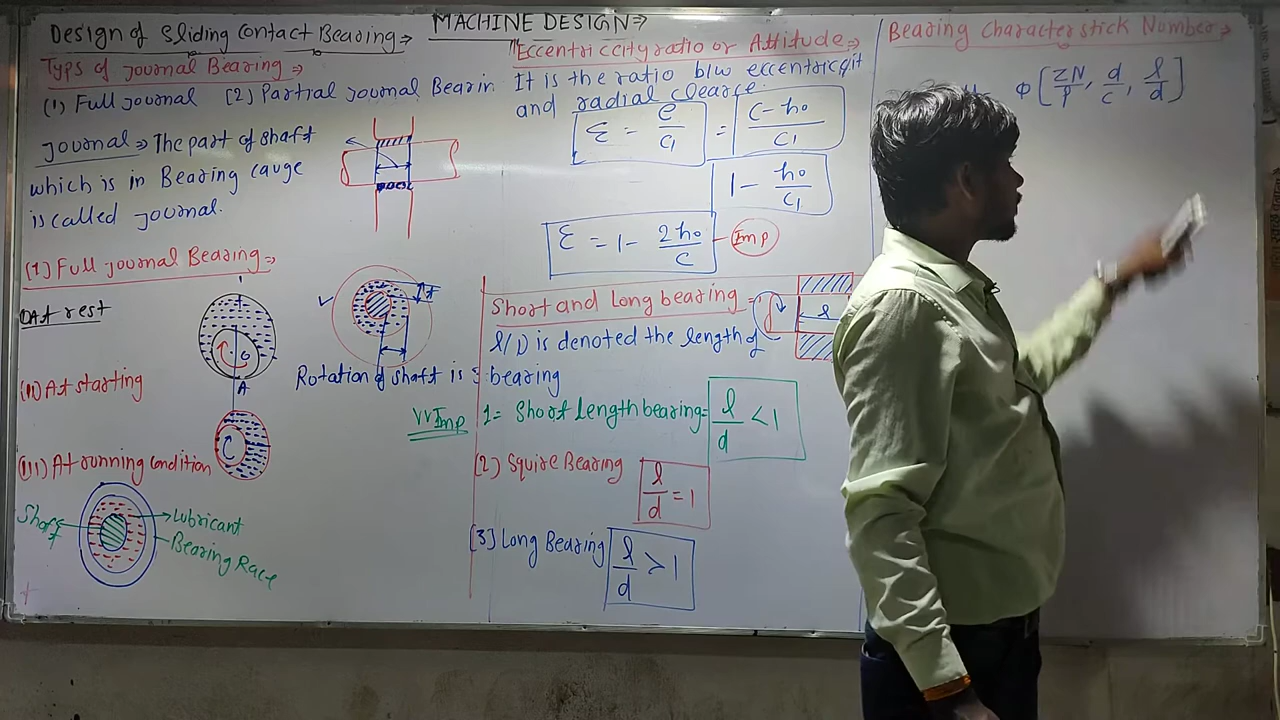 MACHINE DESIGN⇒
Design of Sliding Contact Bearing⇒
Typs of Journal Bearing⇒
(1) Full Journal (2) Partial Journal Bearin
Journal⇒ The part of shaft
which is in Bearing cauge
is called Journal.
(1) Full Journal Bearing⇒
(I) At rest
A
(II) At starting
Rotation of shaft is
(III) At running condition
Shaft
Lubricant
Bearing Race
"Eccentriccity ratio or Attitude⇒
It is the ratio b/w eccentricit
and radial clearce.
ε = e/c₁ = c-h₀/c₁
1 - h₀/c₁
ε = 1 - 2h₀/c
Imp
Short and Long bearing
l
l/D is denoted the length of
bearing
VVImp
1= Short length bearing= l/d < 1
(2) Squire Bearing l/d = 1
[3] Long Bearing l/d > 1
Bearing Characterstick Number⇒
Φ[ZN/P, d/c, l/d]